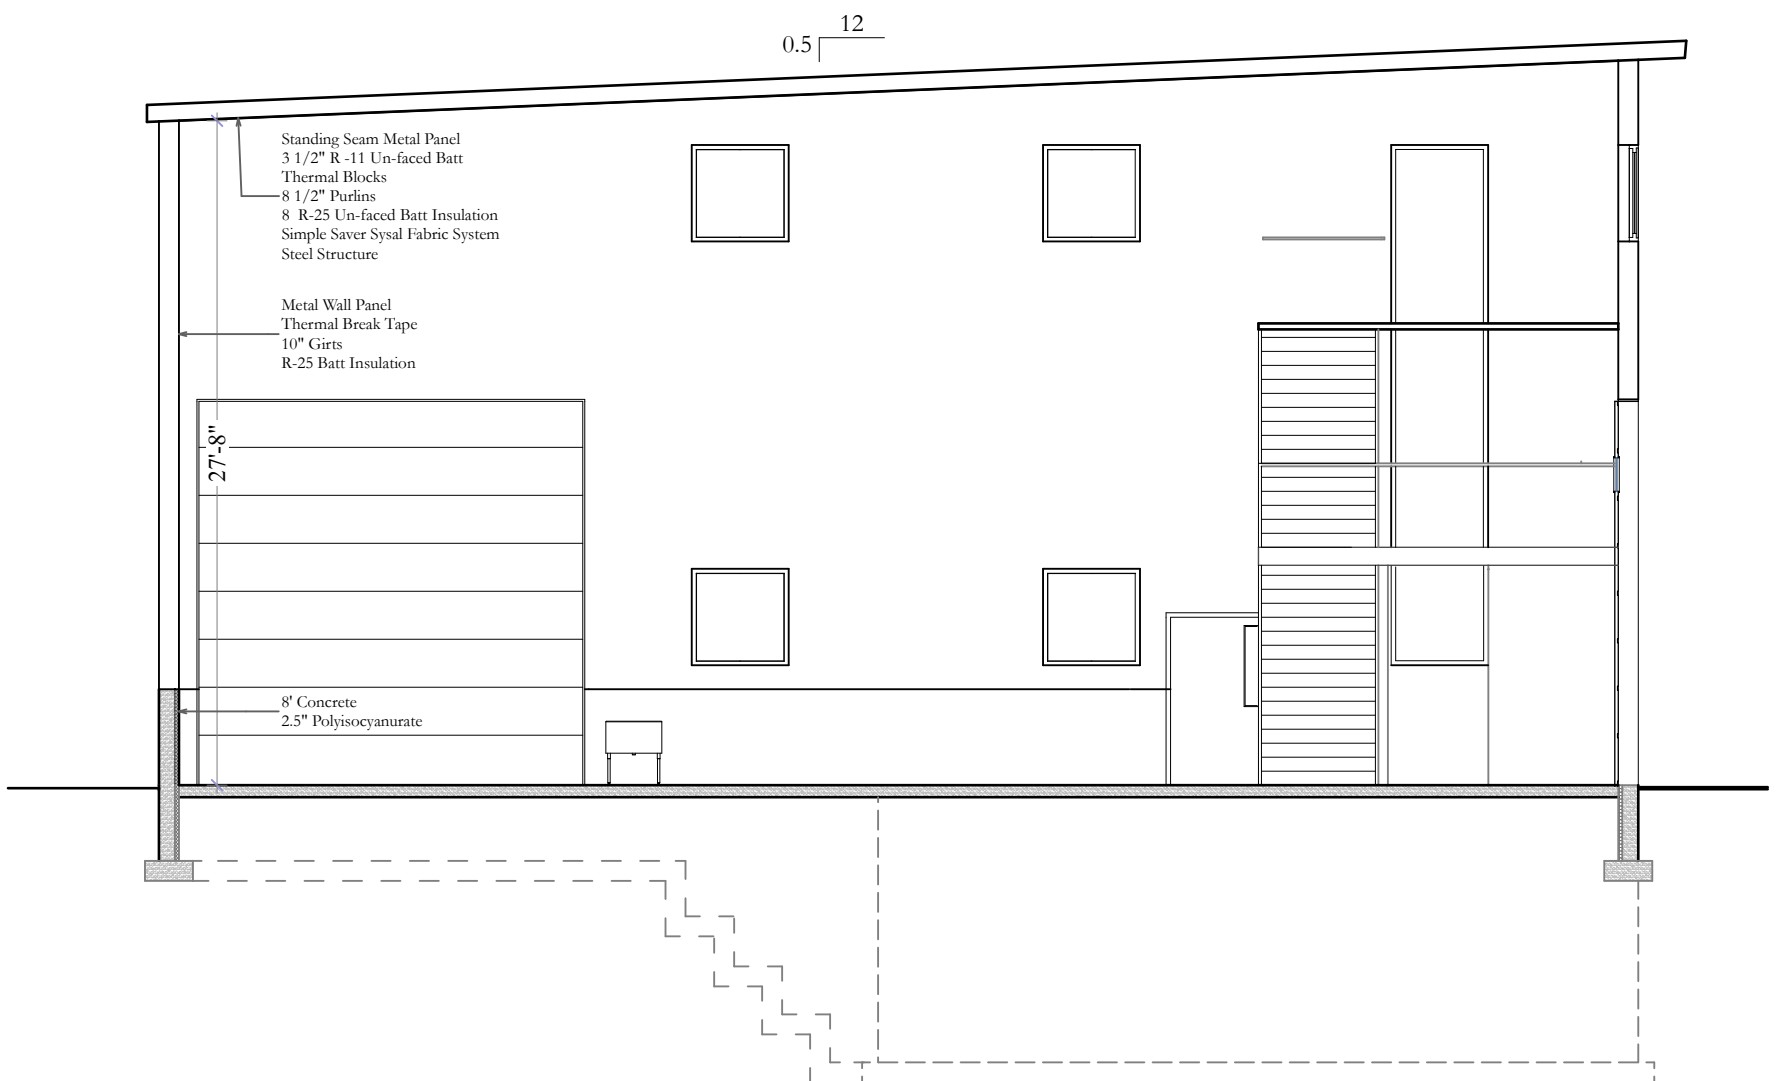 12
0.5
Standing Seam Metal Panel
3 1/2" R -11 Un-faced Batt
Thermal Blocks
8 1/2" Purlins
8 R-25 Un-faced Batt Insulation
Simple Saver Sysal Fabric System
Steel Structure
Metal Wall Panel
Thermal Break Tape
10" Girts
R-25 Batt Insulation
27'-8"
8' Concrete
2.5" Polyisocyanurate